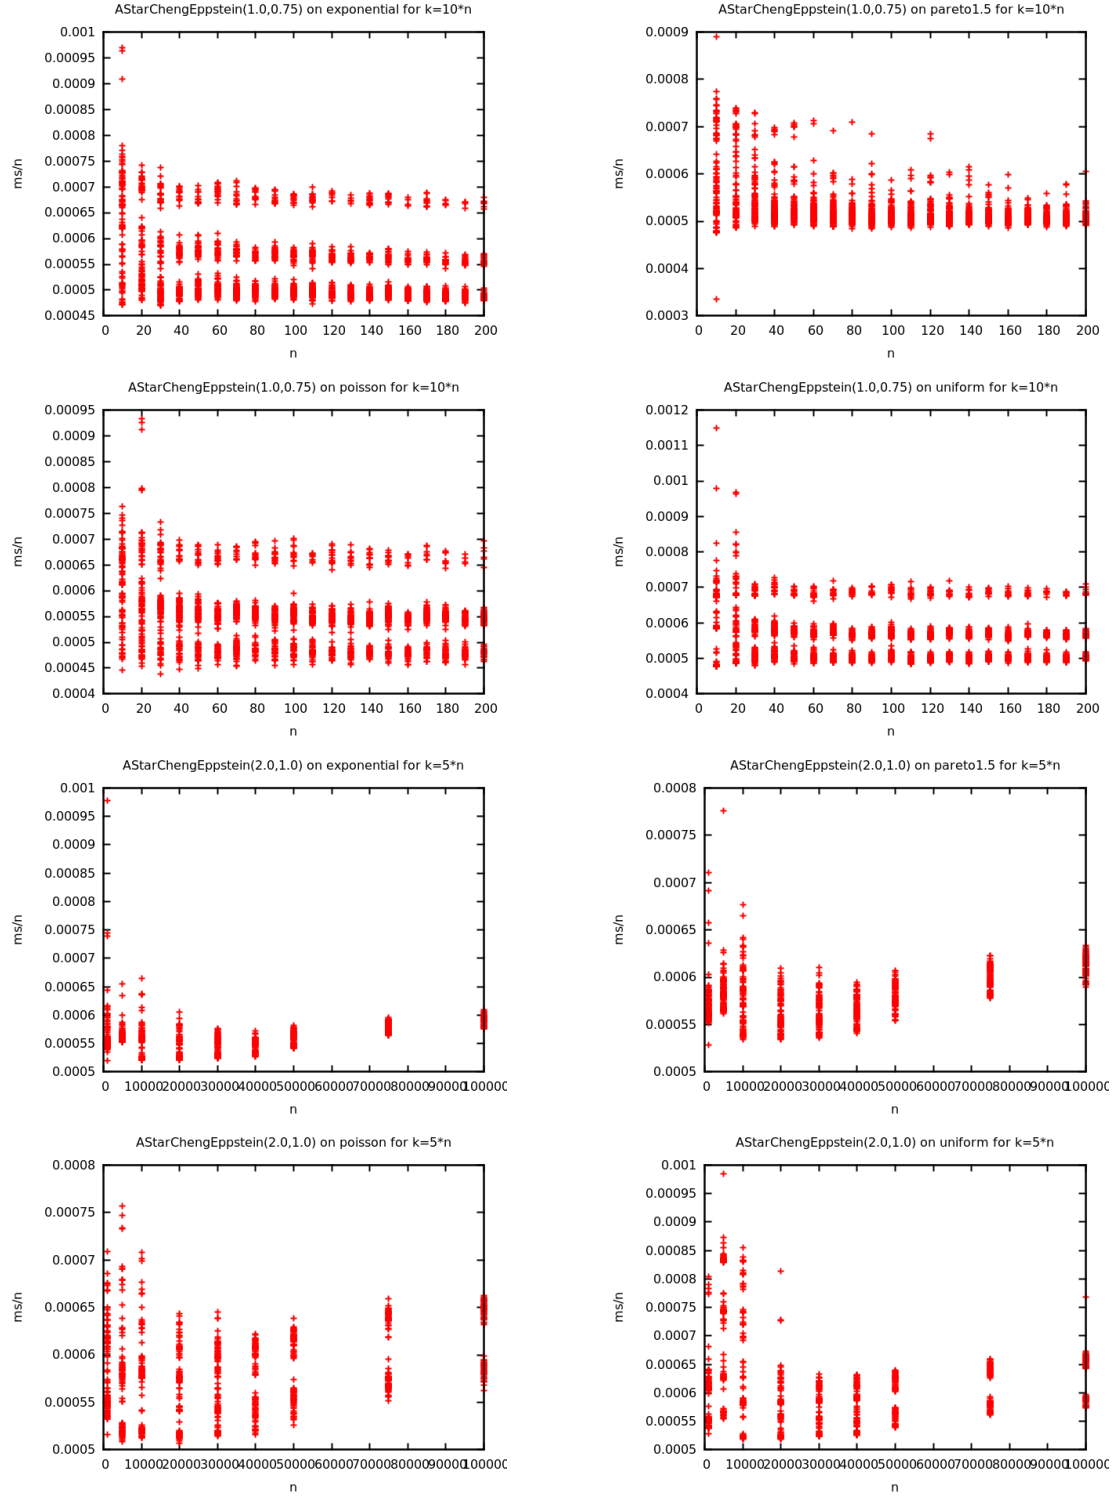 AStarChengEppstein(1.0,0.75) on exponential for k=10*n
0.001
0.00095
0.0009
0.00085
0.0008
0.00075
0.0007
0.00065
0.0006
0.00055
0.0005
0.00045
ms/n
0 20 40 60 80 100 120 140 160 180 200
n
AStarChengEppstein(1.0,0.75) on pareto1.5 for k=10*n
0.0009
0.0008
0.0007
0.0006
0.0005
0.0004
0.0003
ms/n
0 20 40 60 80 100 120 140 160 180 200
n
AStarChengEppstein(1.0,0.75) on poisson for k=10*n
0.00095
0.0009
0.00085
0.0008
0.00075
0.0007
0.00065
0.0006
0.00055
0.0005
0.00045
0.0004
ms/n
0 20 40 60 80 100 120 140 160 180 200
n
AStarChengEppstein(1.0,0.75) on uniform for k=10*n
0.0012
0.0011
0.001
0.0009
0.0008
0.0007
0.0006
0.0005
0.0004
ms/n
0 20 40 60 80 100 120 140 160 180 200
n
AStarChengEppstein(2.0,1.0) on exponential for k=5*n
0.001
0.00095
0.0009
0.00085
0.0008
0.00075
0.0007
0.00065
0.0006
0.00055
0.0005
ms/n
0 10000 20000 30000 40000 50000 60000 70000 80000 90000 100000
n
AStarChengEppstein(2.0,1.0) on pareto1.5 for k=5*n
0.0008
0.00075
0.0007
0.00065
0.0006
0.00055
0.0005
ms/n
0 10000 20000 30000 40000 50000 60000 70000 80000 90000 100000
n
AStarChengEppstein(2.0,1.0) on poisson for k=5*n
0.0008
0.00075
0.0007
0.00065
0.0006
0.00055
0.0005
ms/n
0 10000 20000 30000 40000 50000 60000 70000 80000 90000 100000
n
AStarChengEppstein(2.0,1.0) on uniform for k=5*n
0.001
0.00095
0.0009
0.00085
0.0008
0.00075
0.0007
0.00065
0.0006
0.00055
0.0005
ms/n
0 10000 20000 30000 40000 50000 60000 70000 80000 90000 100000
n